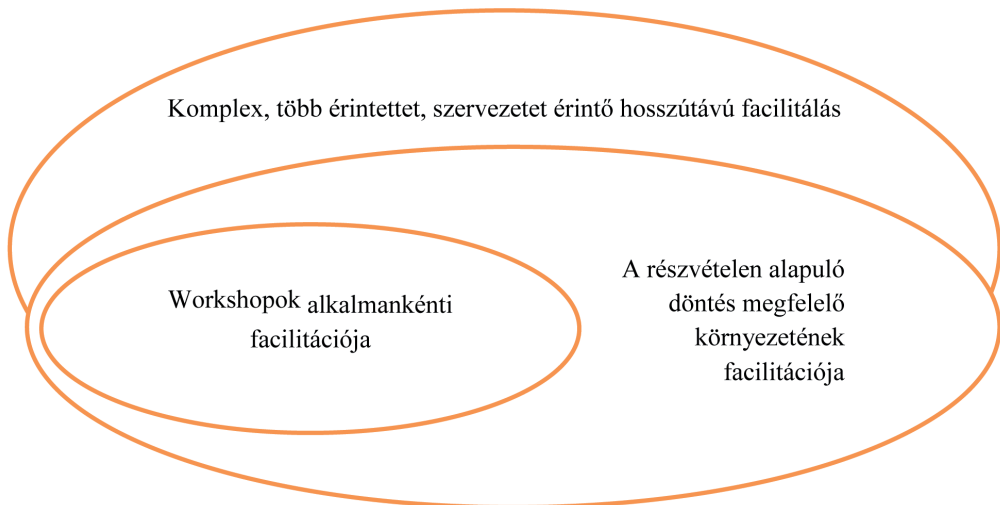 Komplex, több érintettet, szervezetet érintő hosszútávú facilitálás
Workshopok alkalmankénti
facilitációja
A részvételen alapuló
döntés megfelelő
környezetének
facilitációja